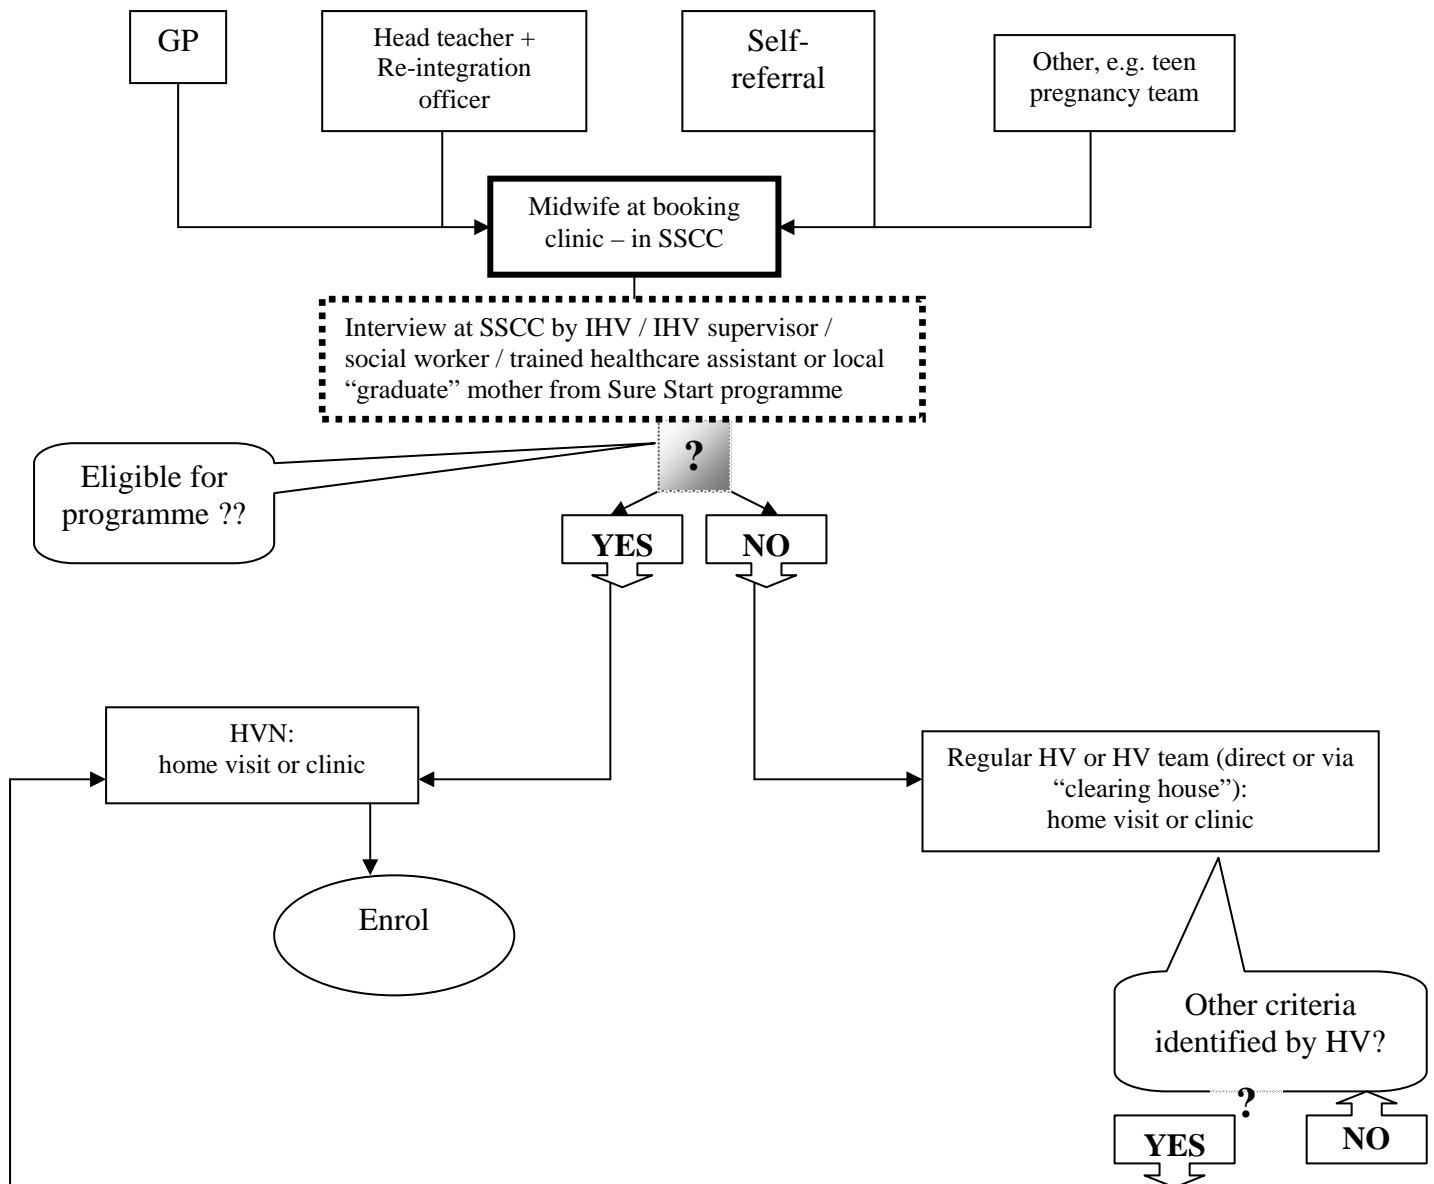 GP
Head teacher +
Re-integration
officer
Self-
referral
Other, e.g. teen
pregnancy team
Midwife at booking
clinic – in SSCC
Interview at SSCC by IHV / IHV supervisor /
social worker / trained healthcare assistant or local
“graduate” mother from Sure Start programme
?
Eligible for
programme ??
YES
NO
HVN:
home visit or clinic
Regular HV or HV team (direct or via
“clearing house”):
home visit or clinic
Enrol
Other criteria
identified by HV?
?
YES
NO